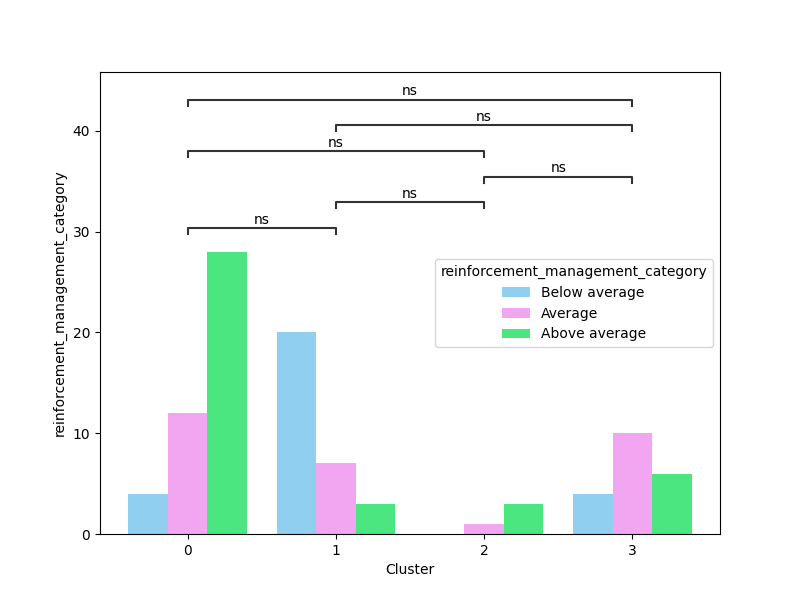 ns
ns
ns
ns
ns
ns
reinforcement_management_category
Below average
Average
Above average
reinforcement_management_category
40
30
20
10
0
0 1 2 3
Cluster